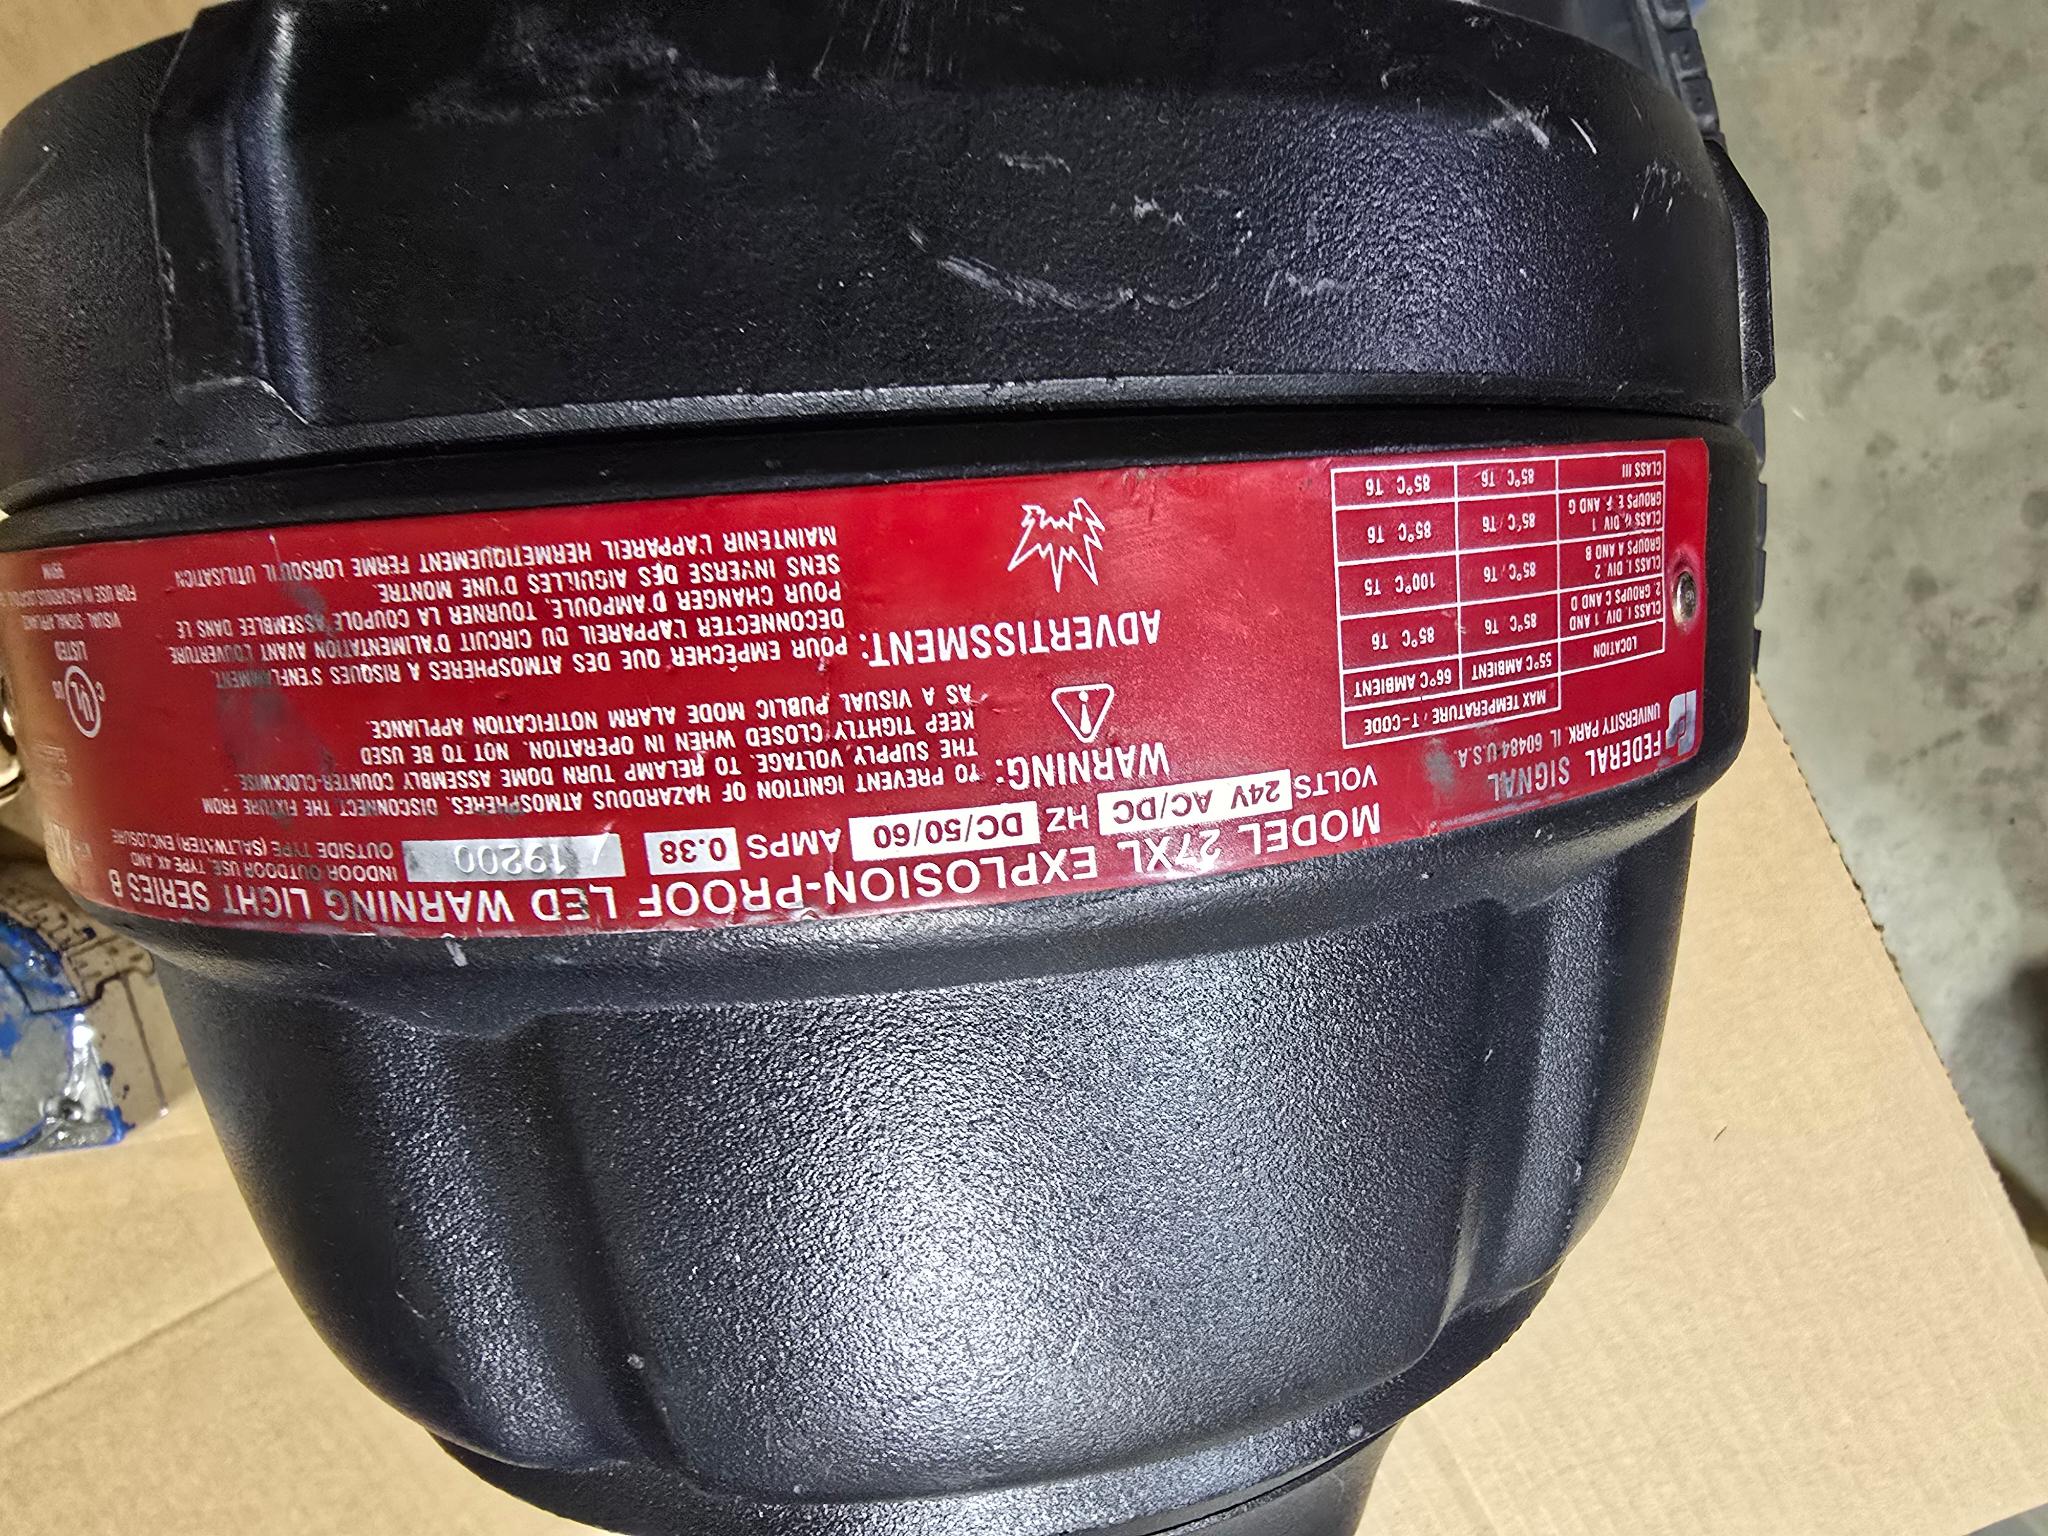 FEDERAL SIGNAL
UNIVERSITY PARK, IL 60484 U.S.A.
MAX TEMPERATURE / T-CODE
LOCATION 55°C AMBIENT 66°C AMBIENT
CLASS I, DIV. 1 AND 2, GROUPS C AND D 85°C T6 85°C T6
CLASS I, DIV. 2 GROUPS A AND B 85°C T6 100°C T5
CLASS II, DIV. 1 GROUPS E, F AND G 85°C T6 85°C T6
CLASS III 85°C T6 85°C T6
MODEL 27XL EXPLOSION-PROOF LED WARNING LIGHT SERIES B
VOLTS 24V AC/DC HZ DC/50/60 AMPS 0.38 / 19200
INDOOR OUTDOOR USE, TYPE 4X AND
OUTSIDE TYPE (SALTWATER) ENCLOSURE
WARNING:
TO PREVENT IGNITION OF HAZARDOUS ATMOSPHERES, DISCONNECT THE FIXTURE FROM
THE SUPPLY VOLTAGE. TO RELAMP TURN DOME ASSEMBLY COUNTER-CLOCKWISE.
KEEP TIGHTLY CLOSED WHEN IN OPERATION. NOT TO BE USED
AS A VISUAL PUBLIC MODE ALARM NOTIFICATION APPLIANCE.
ADVERTISSMENT:
POUR EMPÊCHER QUE DES ATMOSPHERES A RISQUES S'ENFLAMMENT
DECONNECTER L'APPAREIL DU CIRCUIT D'ALIMENTATION AVANT L'OUVERTURE
POUR CHANGER D'AMPOULE, TOURNER LA COUPOLE ASSEMBLEE DANS LE
SENS INVERSE DES AIGUILLES D'UNE MONTRE
MAINTENIR L'APPAREIL HERMETIQUEMENT FERME LORSQU'IL UTILISATION
C UL US
LISTED
VISUAL SIGNAL APPLIANCE
FOR USE IN HAZARDOUS